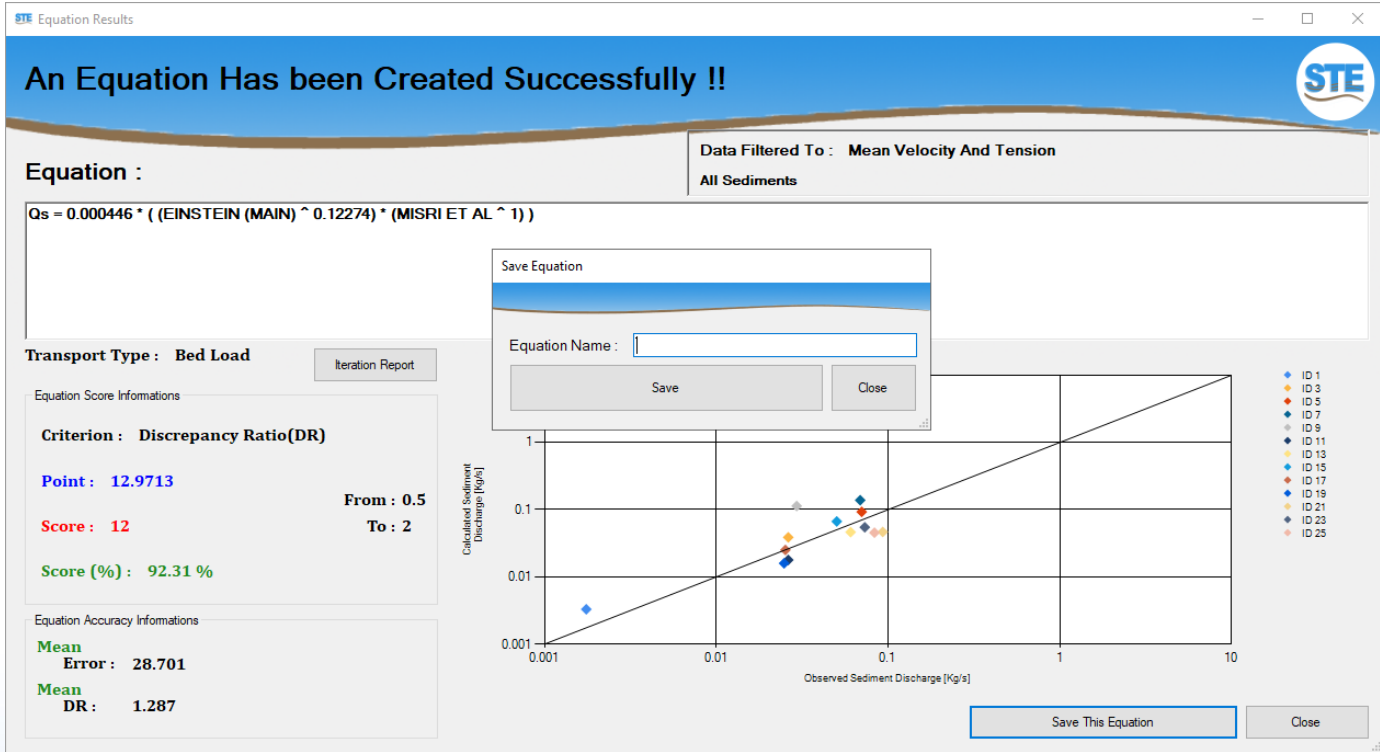 STE Equation Results
An Equation Has been Created Successfully !!
STE
Data Filtered To : Mean Velocity And Tension
All Sediments
Equation :
Qs = 0.000446 * ( (EINSTEIN (MAIN) ^ 0.12274) * (MISRI ET AL ^ 1) )
Save Equation
Equation Name :
Save
Close
Transport Type : Bed Load
Iteration Report
Equation Score Informations
Criterion : Discrepancy Ratio(DR)
Point : 12.9713
From : 0.5
Score : 12
To : 2
Score (%) : 92.31 %
Equation Accuracy Informations
Mean
Error : 28.701
Mean
DR : 1.287
Calculated Sediment
Discharge [Kg/s]
1
0.1
0.01
0.001
0.001
0.01
0.1
1
10
Observed Sediment Discharge [Kg/s]
ID 1
ID 3
ID 5
ID 7
ID 9
ID 11
ID 13
ID 15
ID 17
ID 19
ID 21
ID 23
ID 25
Save This Equation
Close